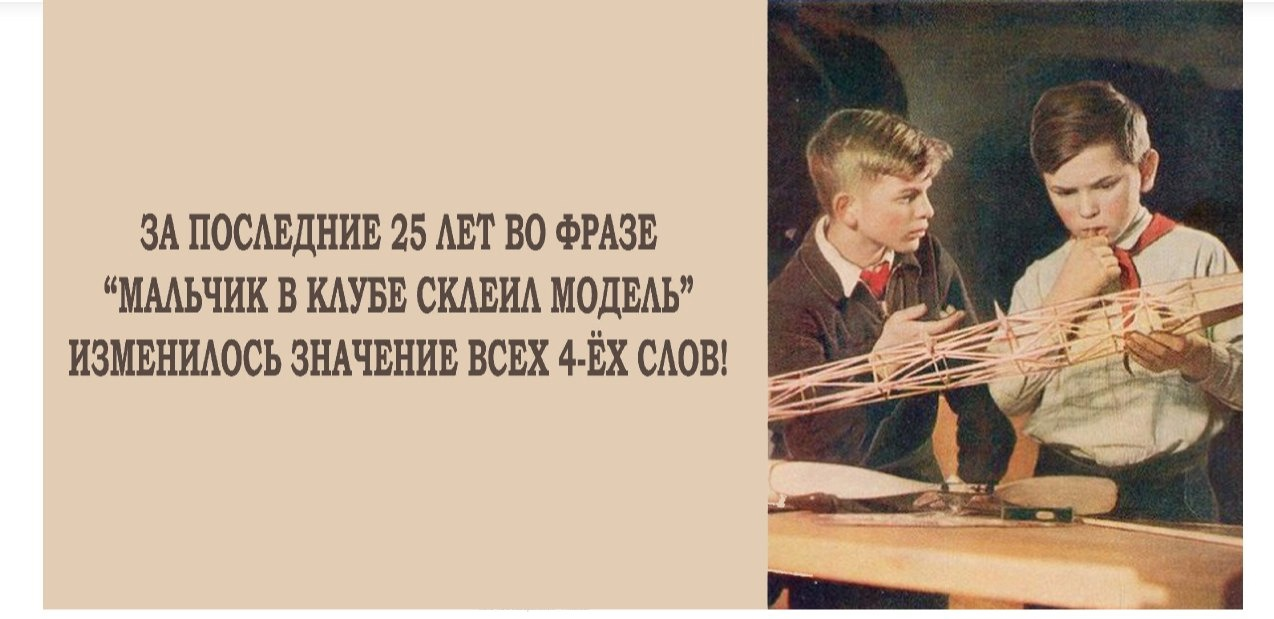 ЗА ПОСЛЕДНИЕ 25 ЛЕТ ВО ФРАЗЕ
“МАЛЬЧИК В КЛУБЕ СКЛЕИЛ МОДЕЛЬ”
ИЗМЕНИЛОСЬ ЗНАЧЕНИЕ ВСЕХ 4-ЁХ СЛОВ!